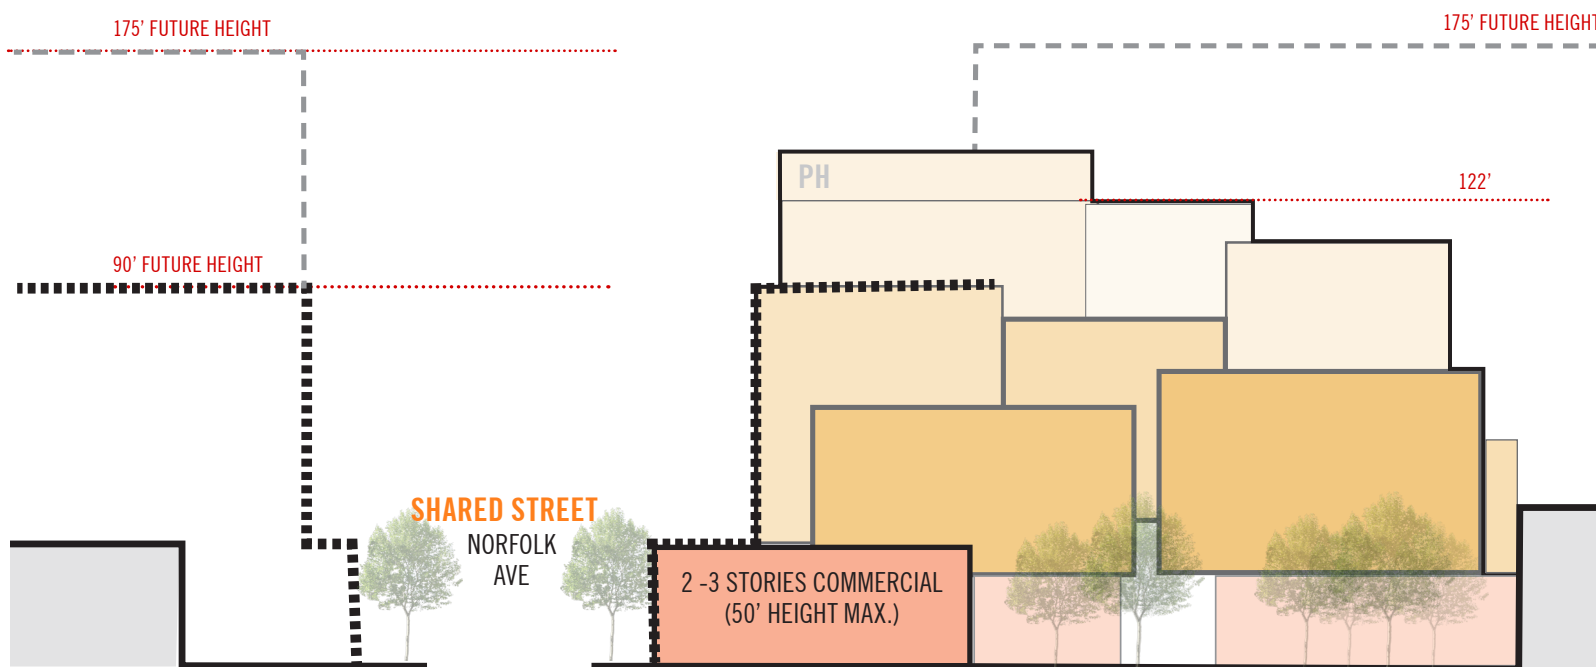 175’ FUTURE HEIGHT
175’ FUTURE HEIGHT
PH
122’
90’ FUTURE HEIGHT
SHARED STREET
NORFOLK
AVE
2 -3 STORIES COMMERCIAL
(50’ HEIGHT MAX.)